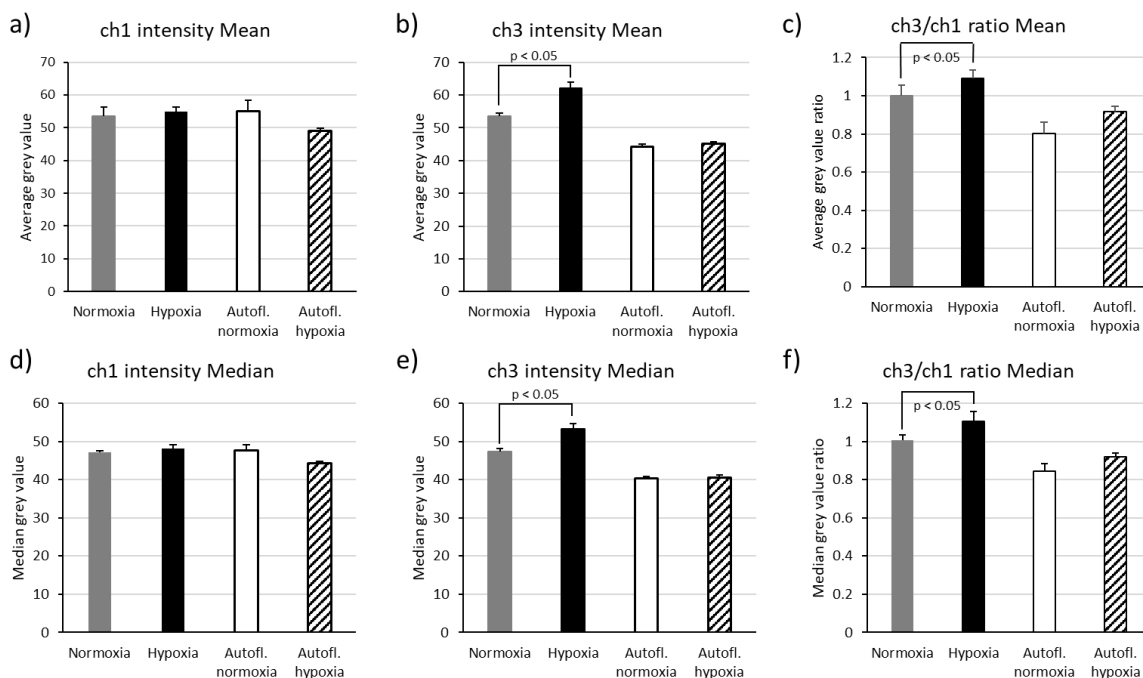 a)
ch1 intensity Mean
Average grey value
70
60
50
40
30
20
10
0
Normoxia
Hypoxia
Autofl.
normoxia
Autofl.
hypoxia
b)
ch3 intensity Mean
p < 0.05
Average grey value
70
60
50
40
30
20
10
0
Normoxia
Hypoxia
Autofl.
normoxia
Autofl.
hypoxia
c)
ch3/ch1 ratio Mean
p < 0.05
Average grey value ratio
1.2
1
0.8
0.6
0.4
0.2
0
Normoxia
Hypoxia
Autofl.
normoxia
Autofl.
hypoxia
d)
ch1 intensity Median
Median grey value
60
50
40
30
20
10
0
Normoxia
Hypoxia
Autofl.
normoxia
Autofl.
hypoxia
e)
ch3 intensity Median
p < 0.05
Median grey value
60
50
40
30
20
10
0
Normoxia
Hypoxia
Autofl.
normoxia
Autofl.
hypoxia
f)
ch3/ch1 ratio Median
p < 0.05
Median grey value ratio
1.2
1
0.8
0.6
0.4
0.2
0
Normoxia
Hypoxia
Autofl.
normoxia
Autofl.
hypoxia